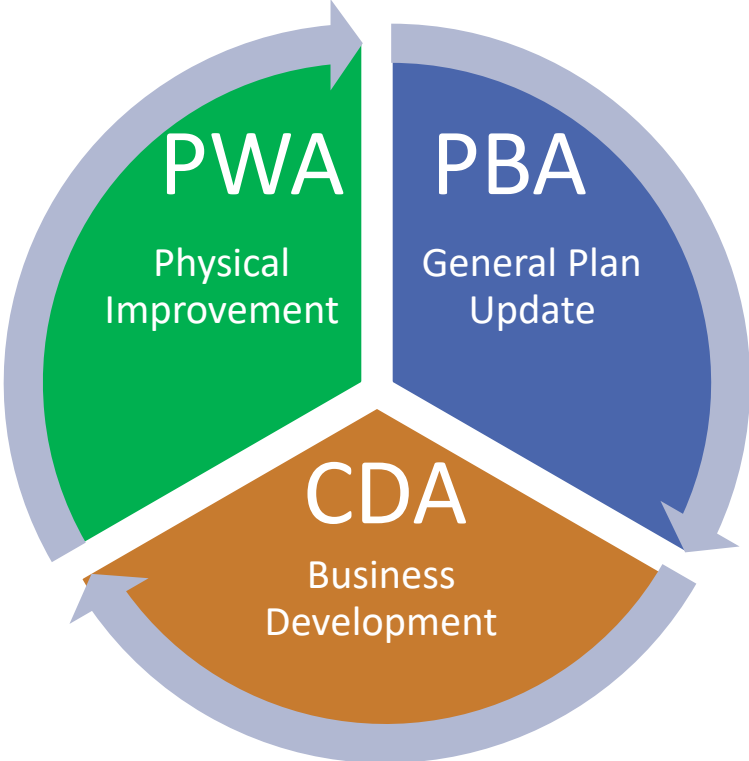 PWA
Physical
Improvement
PBA
General Plan
Update
CDA
Business
Development